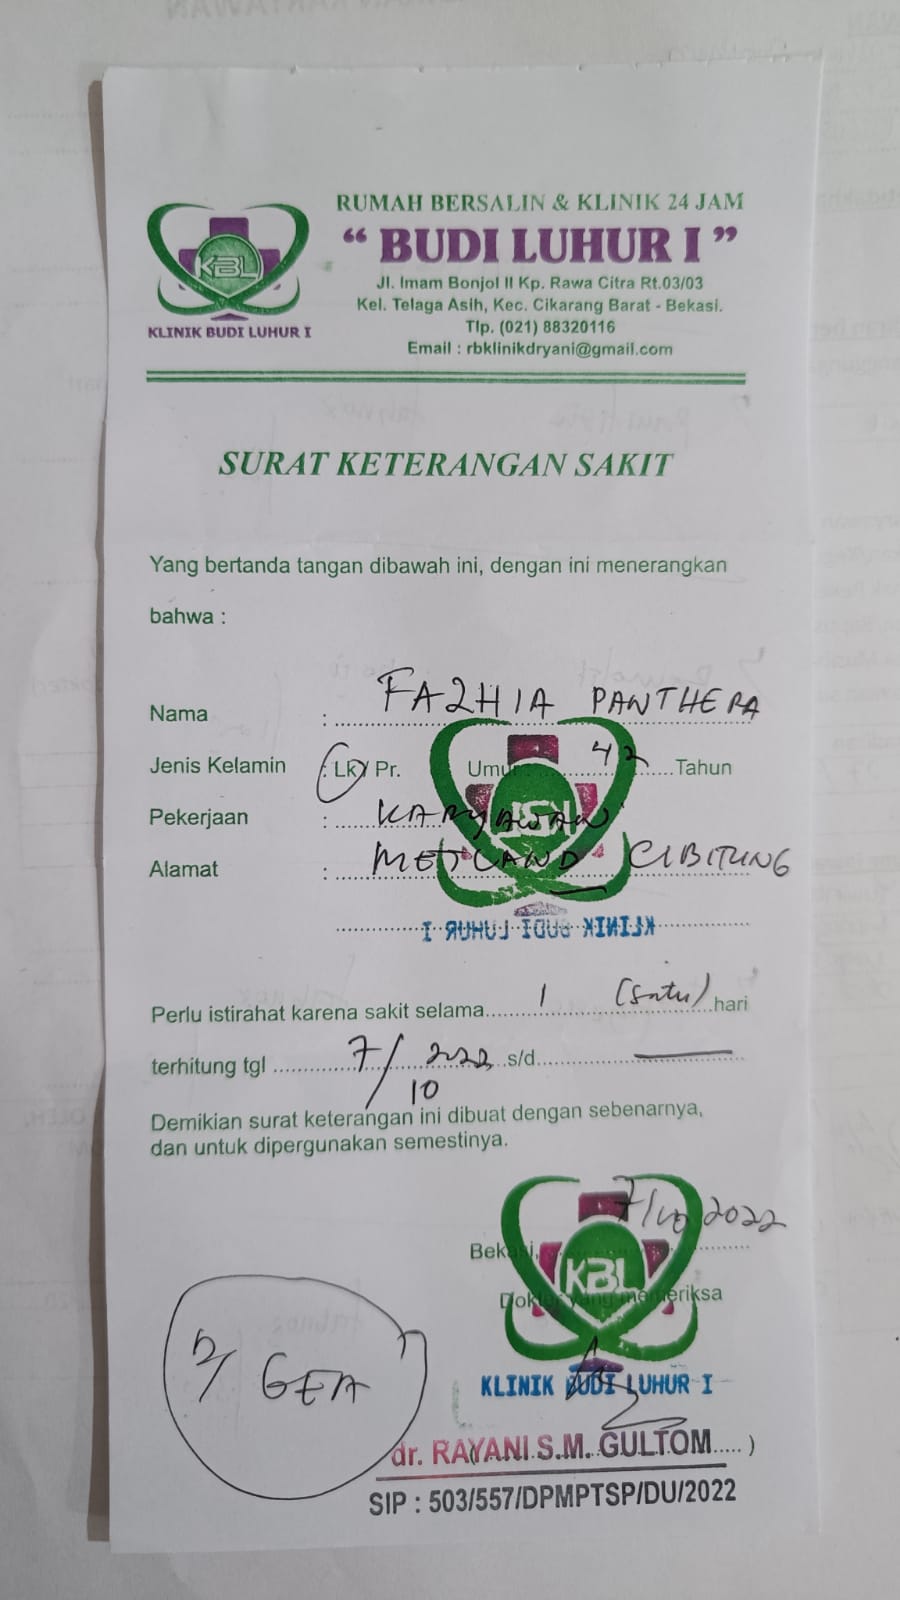 RUMAH BERSALIN & KLINIK 24 JAM
“ BUDI LUHUR I ”
Jl. Imam Bonjol II Kp. Rawa Citra Rt.03/03
Kel. Telaga Asih, Kec. Cikarang Barat - Bekasi.
Tlp. (021) 88320116
Email : rbklinikdryani@gmail.com
KBL
KLINIK BUDI LUHUR I
SURAT KETERANGAN SAKIT
Yang bertanda tangan dibawah ini, dengan ini menerangkan
bahwa :
Nama : FAZHIA PANTHERA
Jenis Kelamin : Lk/ Pr. Umur : 42 Tahun
Pekerjaan : KARYAWAN
Alamat : METLAND CIBITUNG
KLINIK BUDI LUHUR I
Perlu istirahat karena sakit selama 1 (satu) hari
terhitung tgl 7/10 2022 s/d —
Demikian surat keterangan ini dibuat dengan sebenarnya,
dan untuk dipergunakan semestinya.
Bekasi, 7/10 2022
Dokter yang memeriksa
KBL
KLINIK BUDI LUHUR I
GEA
dr. RAYANI S.M. GULTOM )
SIP : 503/557/DPMPTSP/DU/2022